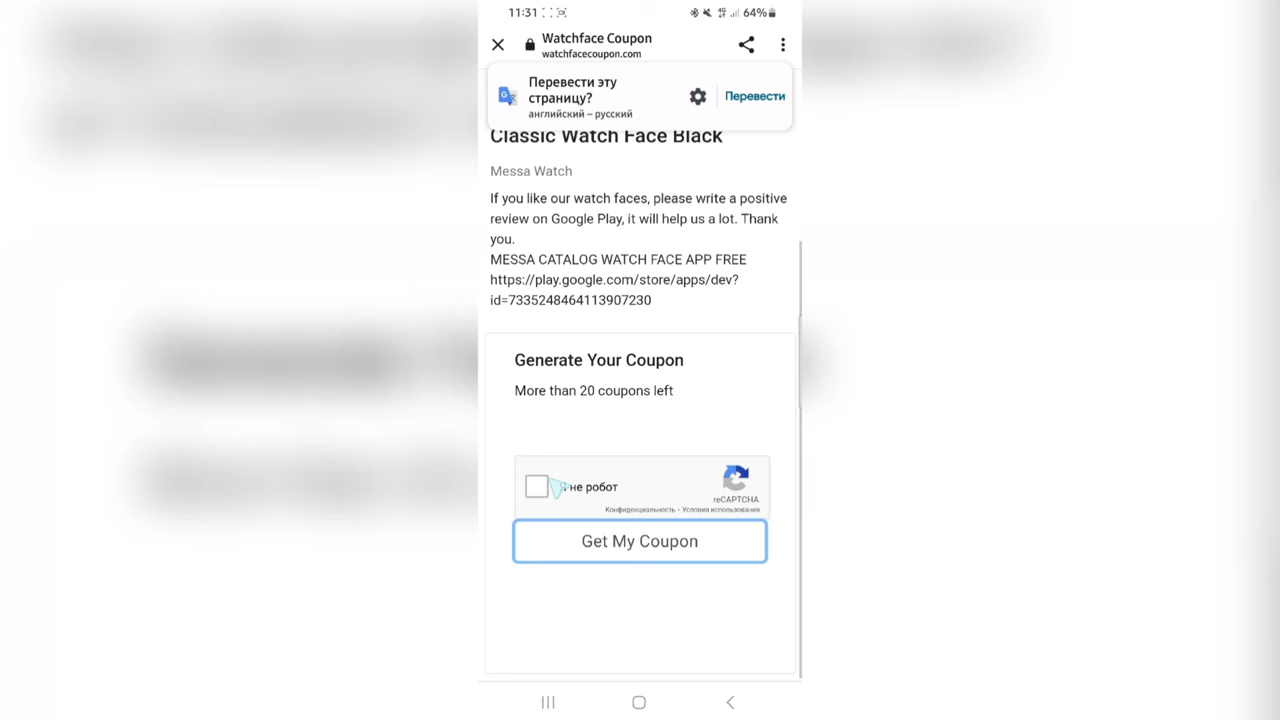 11:31
64%
Watchface Coupon
watchfacecoupon.com
Перевести эту
страницу?
английский – русский
Перевести
Classic Watch Face Black
Messa Watch
If you like our watch faces, please write a positive
review on Google Play, it will help us a lot. Thank
you.
MESSA CATALOG WATCH FACE APP FREE
https://play.google.com/store/apps/dev?
id=7335248464113907230
Generate Your Coupon
More than 20 coupons left
не робот
reCAPTCHA
Конфиденциальность - Условия использования
Get My Coupon